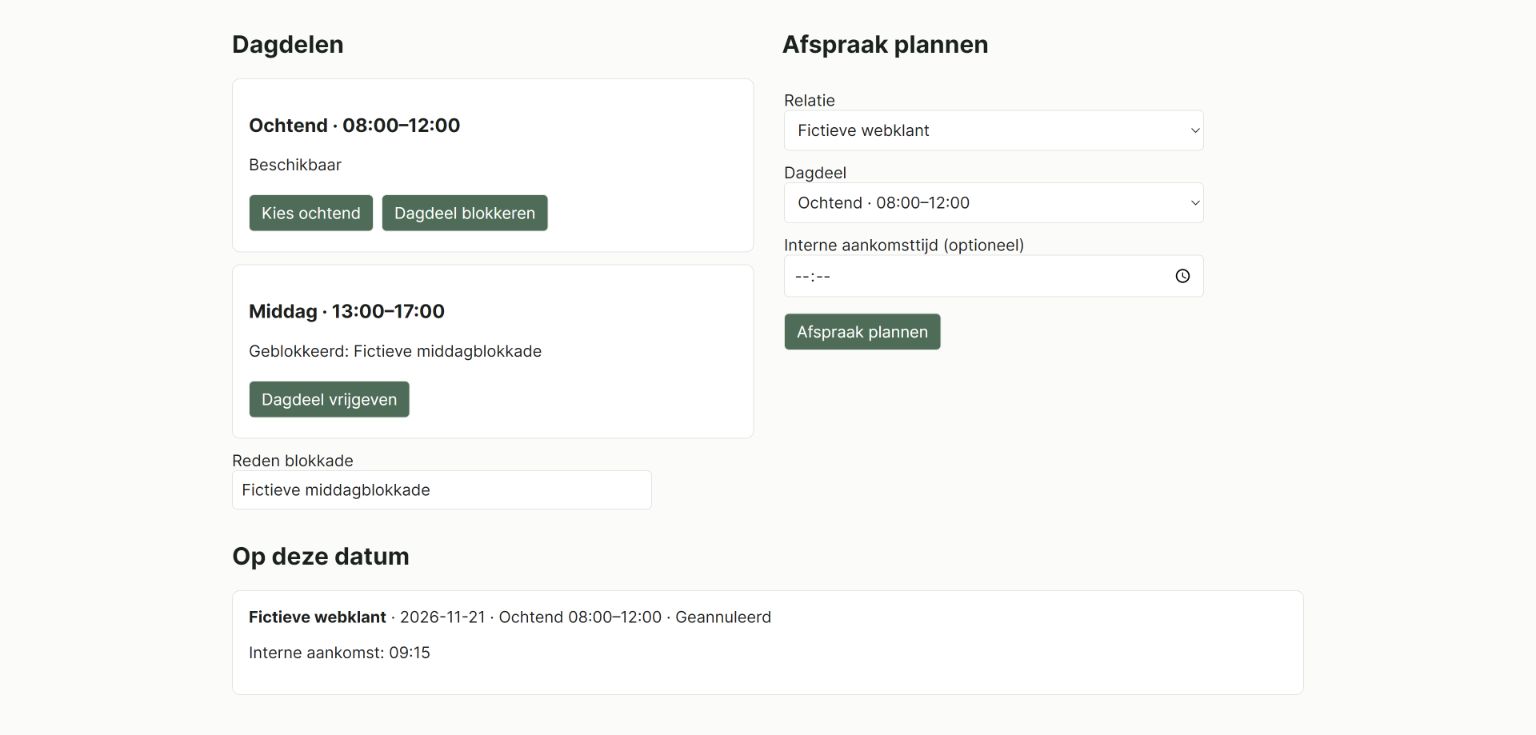 Dagdelen
Ochtend · 08:00–12:00
Beschikbaar
Kies ochtend
Dagdeel blokkeren
Middag · 13:00–17:00
Geblokkeerd: Fictieve middagblokkade
Dagdeel vrijgeven
Reden blokkade
Fictieve middagblokkade
Afspraak plannen
Relatie
Fictieve webklant
Dagdeel
Ochtend · 08:00–12:00
Interne aankomsttijd (optioneel)
--:--
Afspraak plannen
Op deze datum
Fictieve webklant · 2026-11-21 · Ochtend 08:00–12:00 · Geannuleerd
Interne aankomst: 09:15